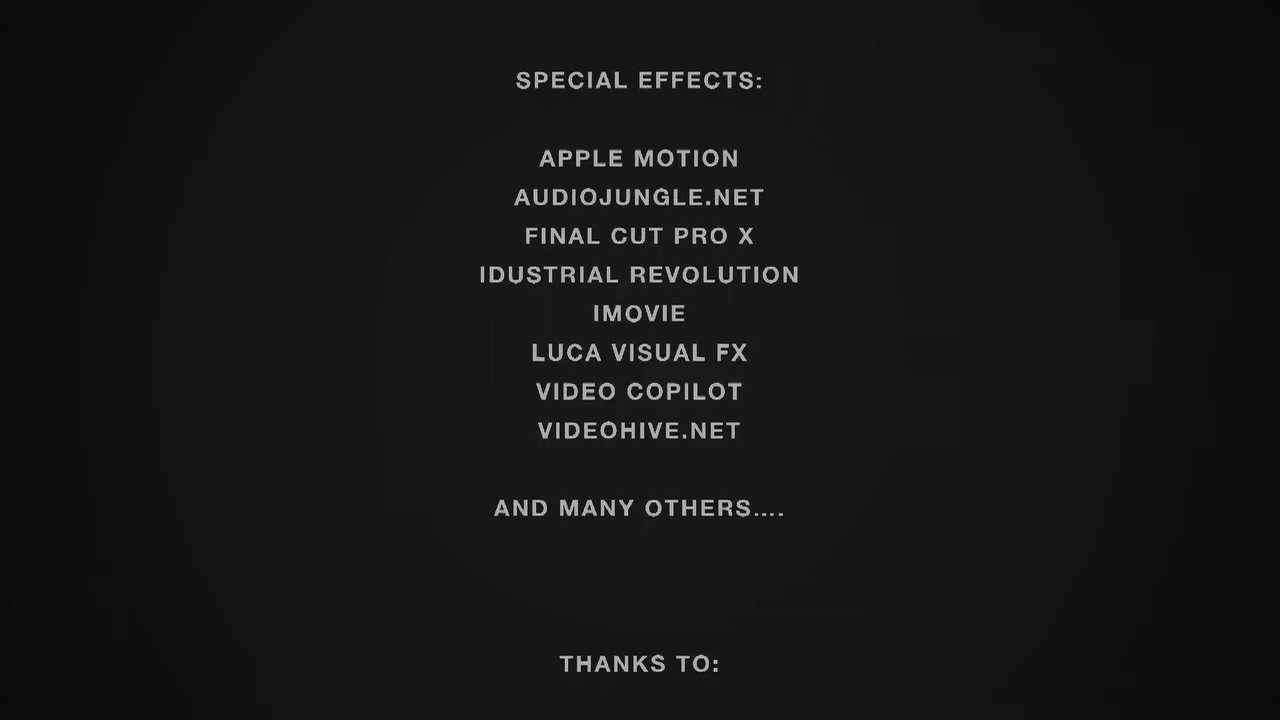 SPECIAL EFFECTS:
APPLE MOTION
AUDIOJUNGLE.NET
FINAL CUT PRO X
IDUSTRIAL REVOLUTION
IMOVIE
LUCA VISUAL FX
VIDEO COPILOT
VIDEOHIVE.NET
AND MANY OTHERS....
THANKS TO: